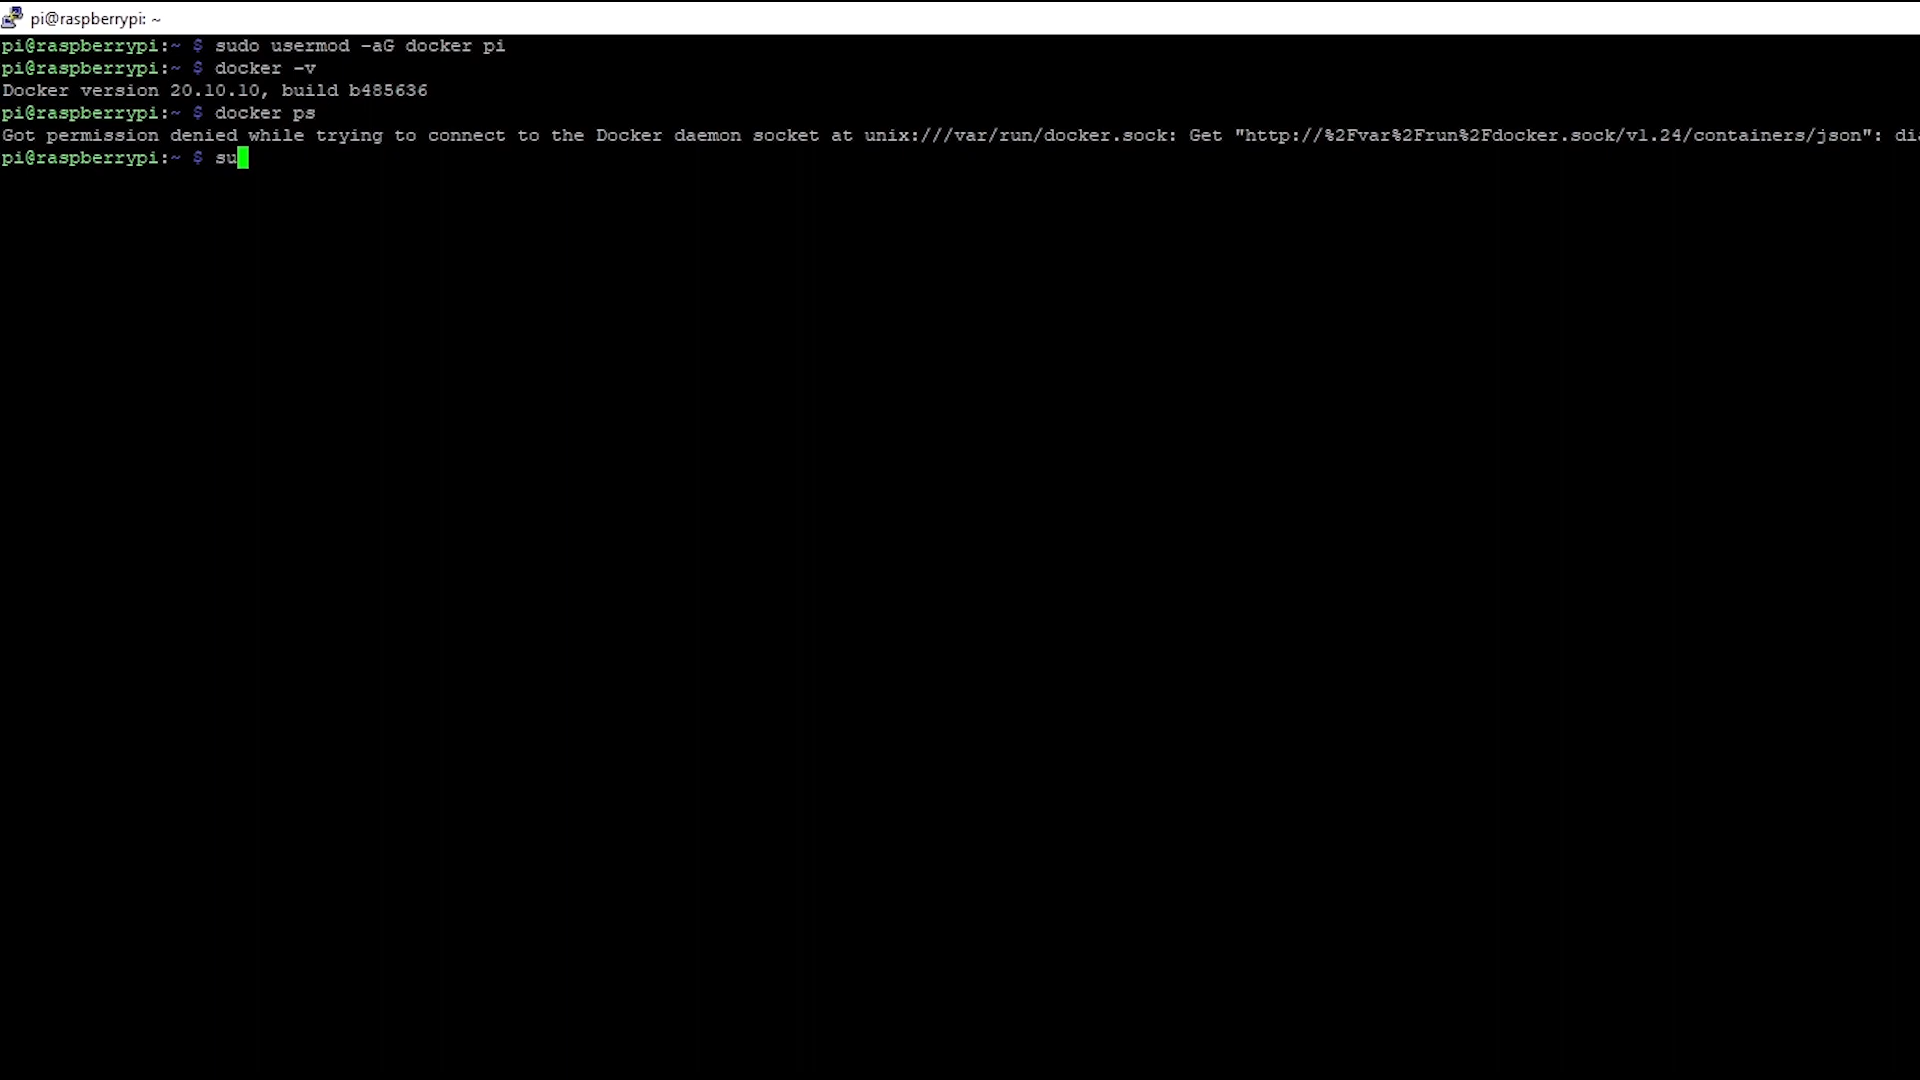 pi@raspberrypi: ~
pi@raspberrypi:~ $ sudo usermod -aG docker pi
pi@raspberrypi:~ $ docker -v
Docker version 20.10.10, build b485636
pi@raspberrypi:~ $ docker ps
Got permission denied while trying to connect to the Docker daemon socket at unix:///var/run/docker.sock: Get "http://%2Fvar%2Frun%2Fdocker.sock/v1.24/containers/json": di
pi@raspberrypi:~ $ su